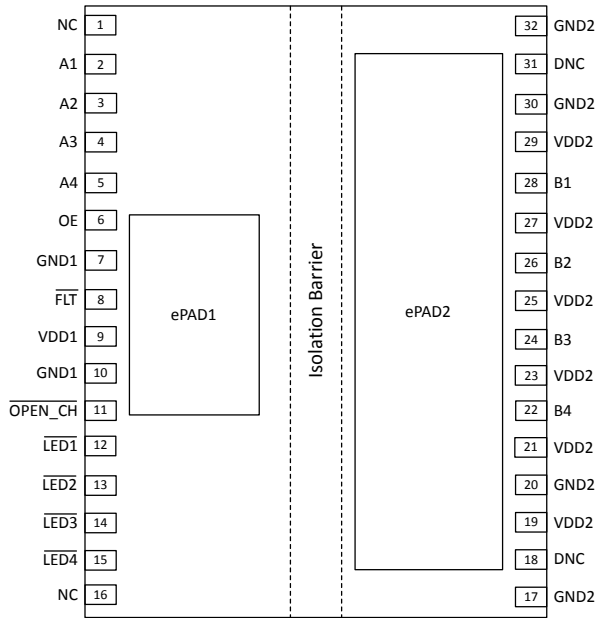 NC 1
A1 2
A2 3
A3 4
A4 5
OE 6
GND1 7
FLT 8
VDD1 9
GND1 10
OPEN_CH 11
LED1 12
LED2 13
LED3 14
LED4 15
NC 16
ePAD1
Isolation Barrier
ePAD2
32 GND2
31 DNC
30 GND2
29 VDD2
28 B1
27 VDD2
26 B2
25 VDD2
24 B3
23 VDD2
22 B4
21 VDD2
20 GND2
19 VDD2
18 DNC
17 GND2